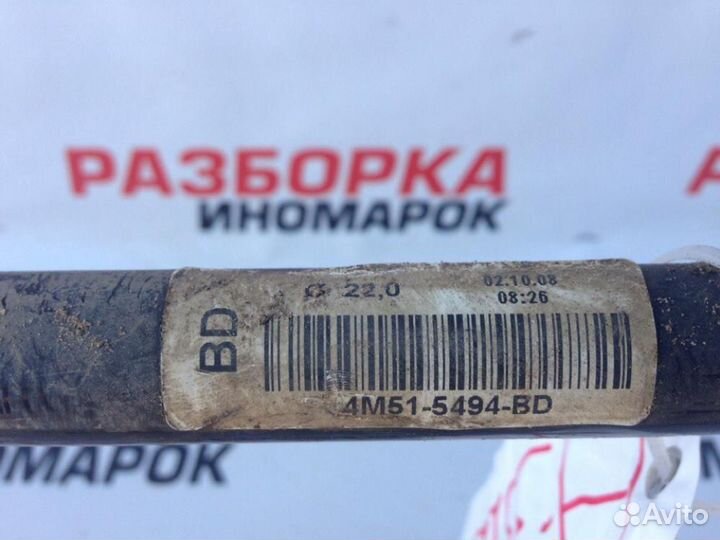 РАЗБОРКА
ИНОМАРОК
BD
Ø 22,0
02.10.08
08:26
4M51-5494-BD
ИНОМАРОК
Avito